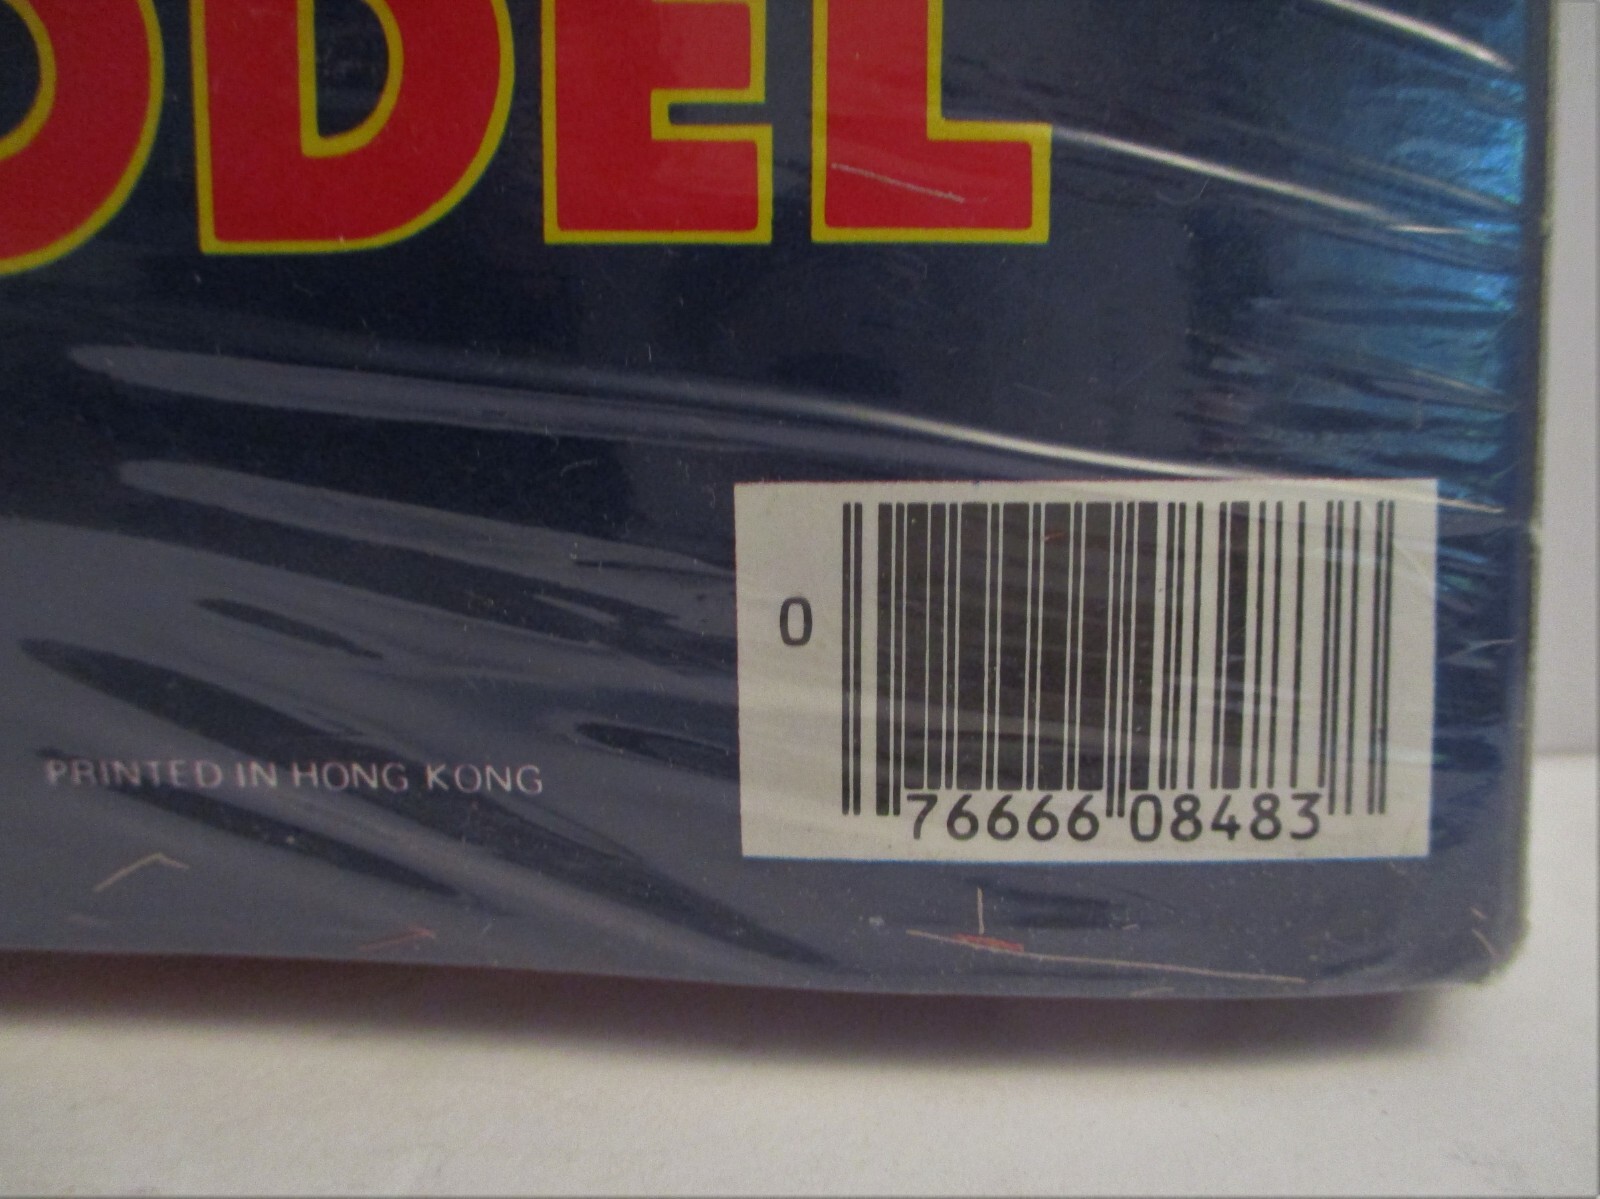 ODEL
0
76666 08483
PRINTED IN HONG KONG